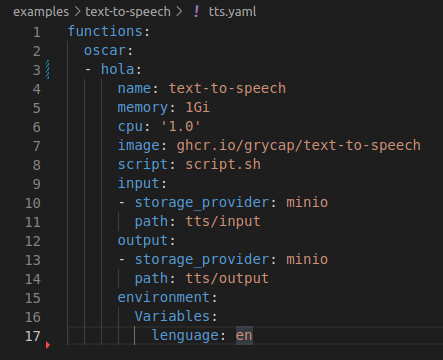 examples > text-to-speech > ! tts.yaml
1 functions:
2   oscar:
3   - hola:
4       name: text-to-speech
5       memory: 1Gi
6       cpu: '1.0'
7       image: ghcr.io/grycap/text-to-speech
8       script: script.sh
9       input:
10       - storage_provider: minio
11         path: tts/input
12       output:
13       - storage_provider: minio
14         path: tts/output
15       environment:
16         Variables:
17           lenguage: en